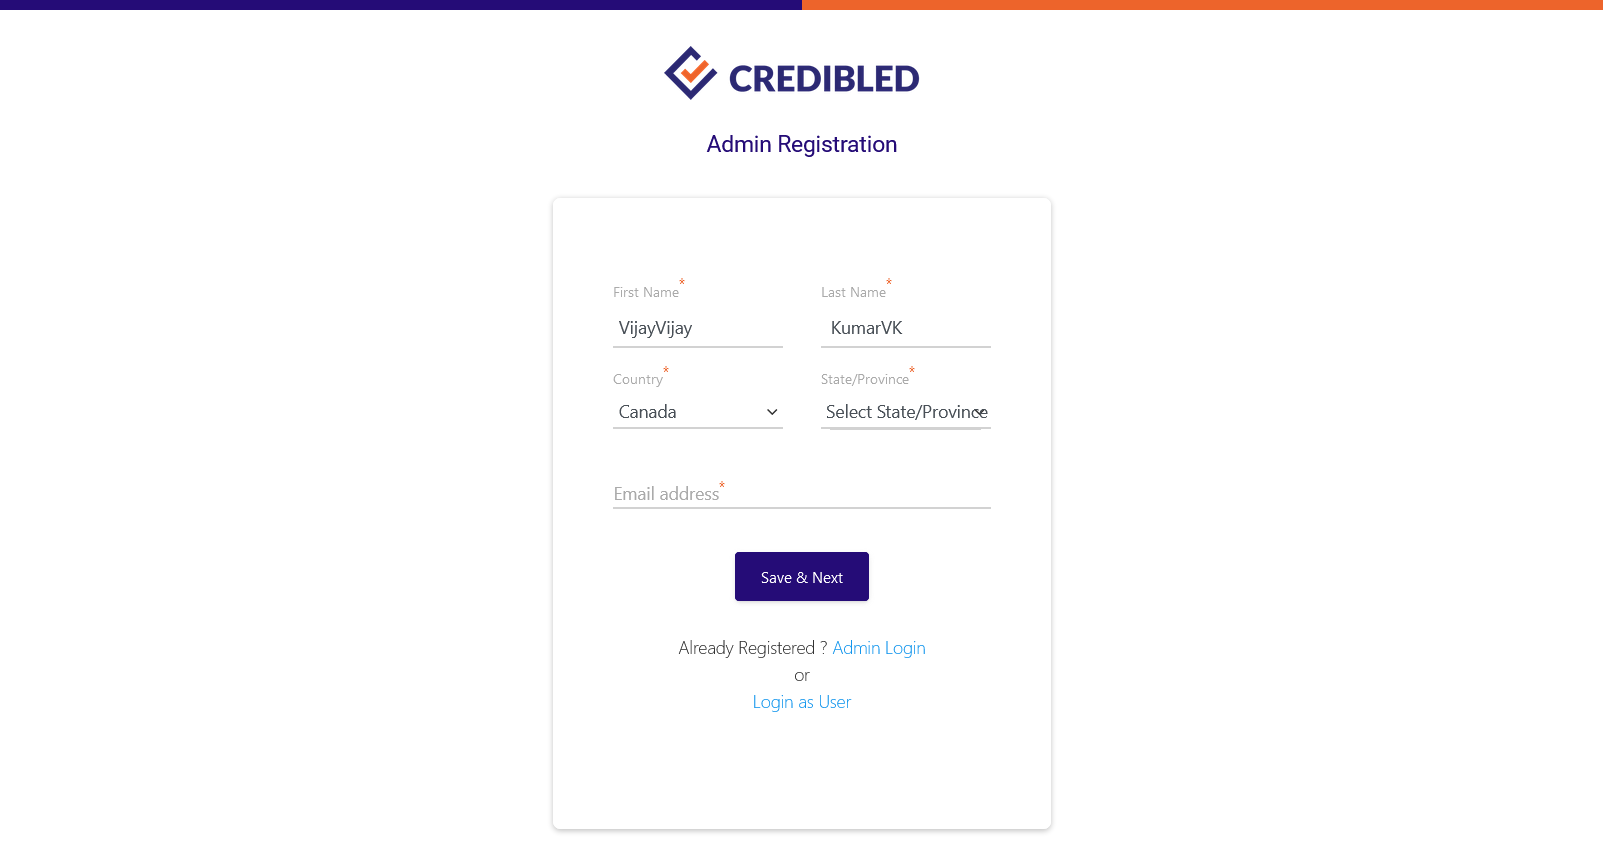 CREDIBLED
Admin Registration
First Name* Last Name*
VijayVijay KumarVK
Country* State/Province*
Canada Select State/Province
Email address*
Save & Next
Already Registered ? Admin Login
or
Login as User